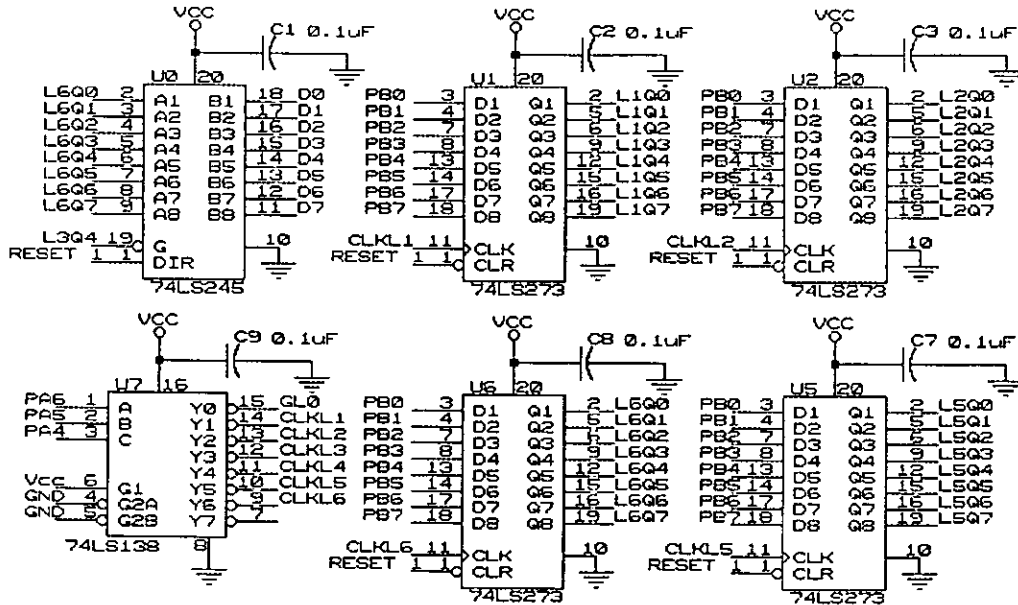 VCC
C1 0.1uF
U0 20
L6Q0 2 A1 B1 18 D0
L6Q1 3 A2 B2 17 D1
L6Q2 4 A3 B3 16 D2
L6Q3 5 A4 B4 15 D3
L6Q4 6 A5 B5 14 D4
L6Q5 7 A6 B6 13 D5
L6Q6 8 A7 B7 12 D6
L6Q7 9 A8 B8 11 D7
L3Q4 19 G 10
RESET 1 1 DIR
74LS245
VCC
C2 0.1uF
U1 20
PB0 3 D1 Q1 2 L1Q0
PB1 4 D2 Q2 5 L1Q1
PB2 7 D3 Q3 6 L1Q2
PB3 8 D4 Q4 9 L1Q3
PB4 13 D5 Q5 12 L1Q4
PB5 14 D6 Q6 15 L1Q5
PB6 17 D7 Q7 16 L1Q6
PB7 18 D8 Q8 19 L1Q7
CLKL1 11 CLK 10
RESET 1 1 CLR
74LS273
VCC
C3 0.1uF
U2 20
PB0 3 D1 Q1 2 L2Q0
PB1 4 D2 Q2 5 L2Q1
PB2 7 D3 Q3 6 L2Q2
PB3 8 D4 Q4 9 L2Q3
PB4 13 D5 Q5 12 L2Q4
PB5 14 D6 Q6 15 L2Q5
PB6 17 D7 Q7 16 L2Q6
PB7 18 D8 Q8 19 L2Q7
CLKL2 11 CLK 10
RESET 1 1 CLR
74LS273
VCC
C9 0.1uF
U7 16
PA6 1 A Y0 15 GL0
PA5 2 B Y1 14 CLKL1
PA4 3 C Y2 13 CLKL2
Y3 12 CLKL3
Y4 11 CLKL4
Vcc 6 G1 Y5 10 CLKL5
GND 4 G2A Y6 9 CLKL6
GND 5 G2B Y7 7
74LS138 8
VCC
C8 0.1uF
U6 20
PB0 3 D1 Q1 2 L6Q0
PB1 4 D2 Q2 5 L6Q1
PB2 7 D3 Q3 L6Q2
PB3 8 D4 Q4 9 L6Q3
PB4 13 D5 Q5 12 L6Q4
PB5 14 D6 Q6 15 L6Q5
PB6 17 D7 Q7 16 L6Q6
PB7 18 D8 Q8 19 L6Q7
CLKL6 11 CLK 10
RESET 1 1 CLR
74LS273
VCC
C7 0.1uF
U5 20
PB0 3 D1 Q1 2 L5Q0
PB1 4 D2 Q2 5 L5Q1
PB2 7 D3 Q3 L5Q2
PB3 8 D4 Q4 9 L5Q3
PB4 13 D5 Q5 12 L5Q4
PB5 14 D6 Q6 15 L5Q5
PB6 17 D7 Q7 16 L5Q6
PB7 18 D8 Q8 19 L5Q7
CLKL5 11 CLK 10
RESET 1 1 CLR
74LS273